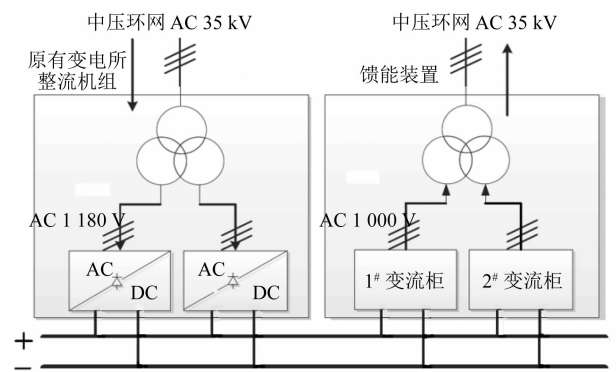 中压环网 AC 35 kV
中压环网 AC 35 kV
原有变电所
整流机组
馈能装置
AC 1 180 V
AC 1 000 V
AC
DC
AC
DC
1# 变流柜
2# 变流柜
+
−